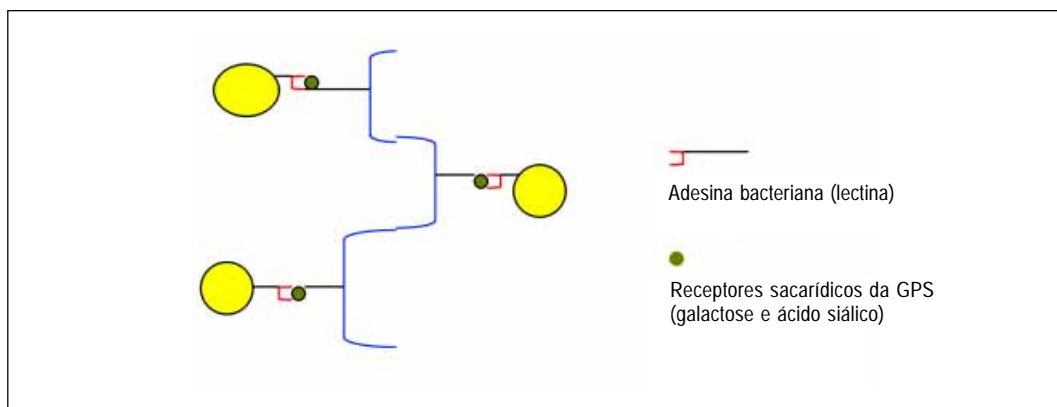 Adesina bacteriana (lectina)
Receptores sacarídicos da GPS
(galactose e ácido siálico)